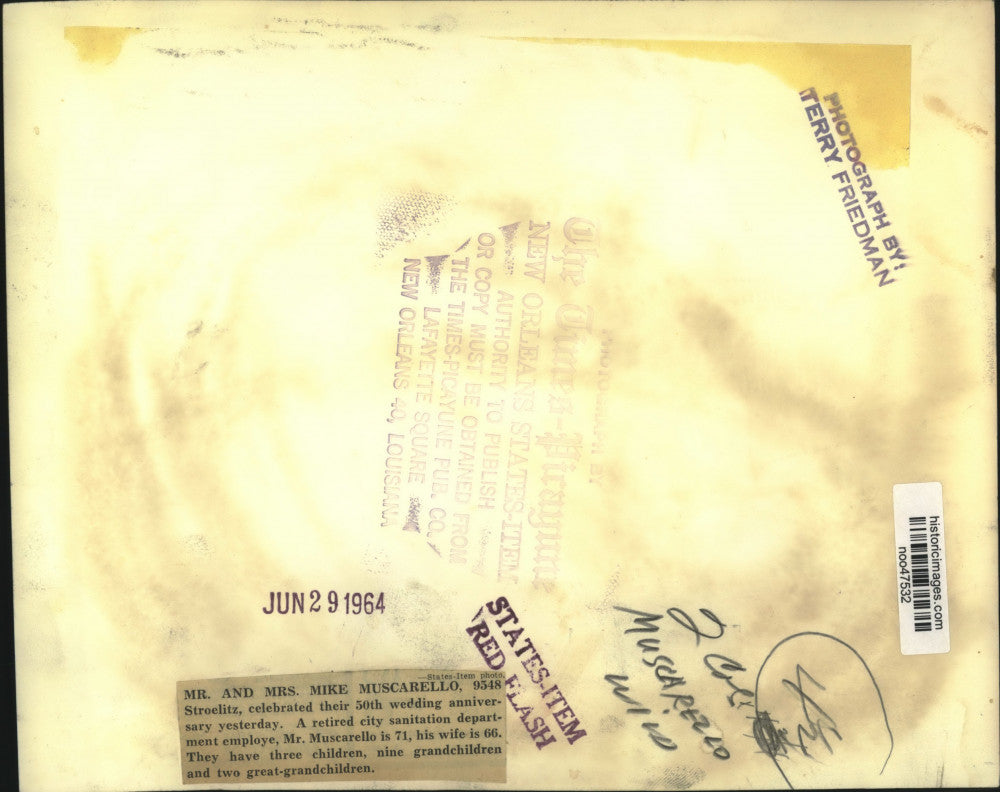 PHOTOGRAPH BY:
TERRY FRIEDMAN
PHOTOGRAPH BY
The Times-Picayune
NEW ORLEANS STATES-ITEM
AUTHORITY TO PUBLISH
OR COPY MUST BE OBTAINED FROM
THE TIMES-PICAYUNE PUB. CO.
LAFAYETTE SQUARE
NEW ORLEANS 40, LOUISIANA
historicimages.com
noo47532
JUN 29 1964
STATES-ITEM
RED FLASH
2 Col
MUSCARELLO
—States-Item photo.
MR. AND MRS. MIKE MUSCARELLO, 9348
Stroelitz, celebrated their 50th wedding anniver-
sary yesterday. A retired city sanitation depart-
ment employe, Mr. Muscarello is 71, his wife is 66.
They have three children, nine grandchildren
and two great-grandchildren.